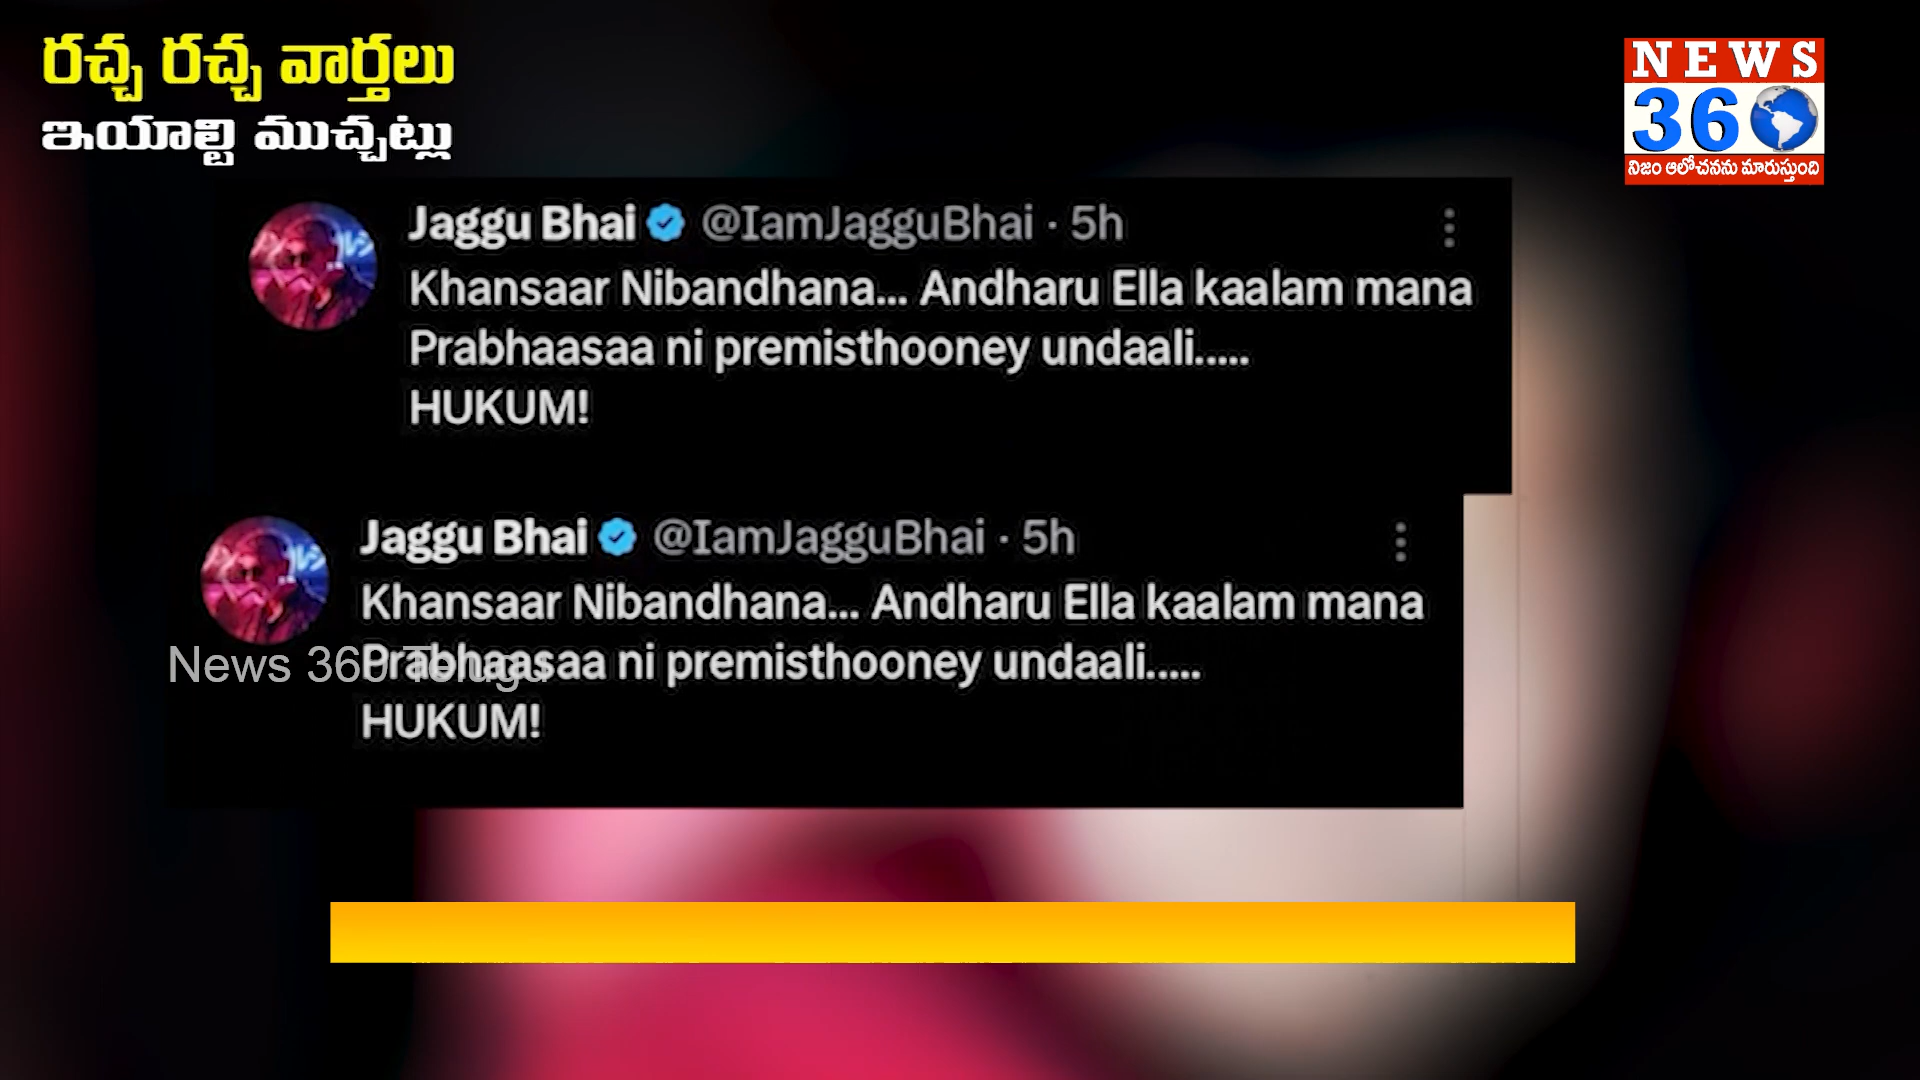 రచ్చ రచ్చ వార్తలు
ఇయాల్టి ముచ్చట్లు
NEWS
360
నిజం ఆలోచనను మారుస్తుంది
Jaggu Bhai @IamJagguBhai · 5h
Khansaar Nibandhana... Andharu Ella kaalam mana
Prabhaasaa ni premisthooney undaali.....
HUKUM!
Jaggu Bhai @IamJagguBhai · 5h
Khansaar Nibandhana... Andharu Ella kaalam mana
Prabhaasaa ni premisthooney undaali.....
News 360 Telugu
HUKUM!